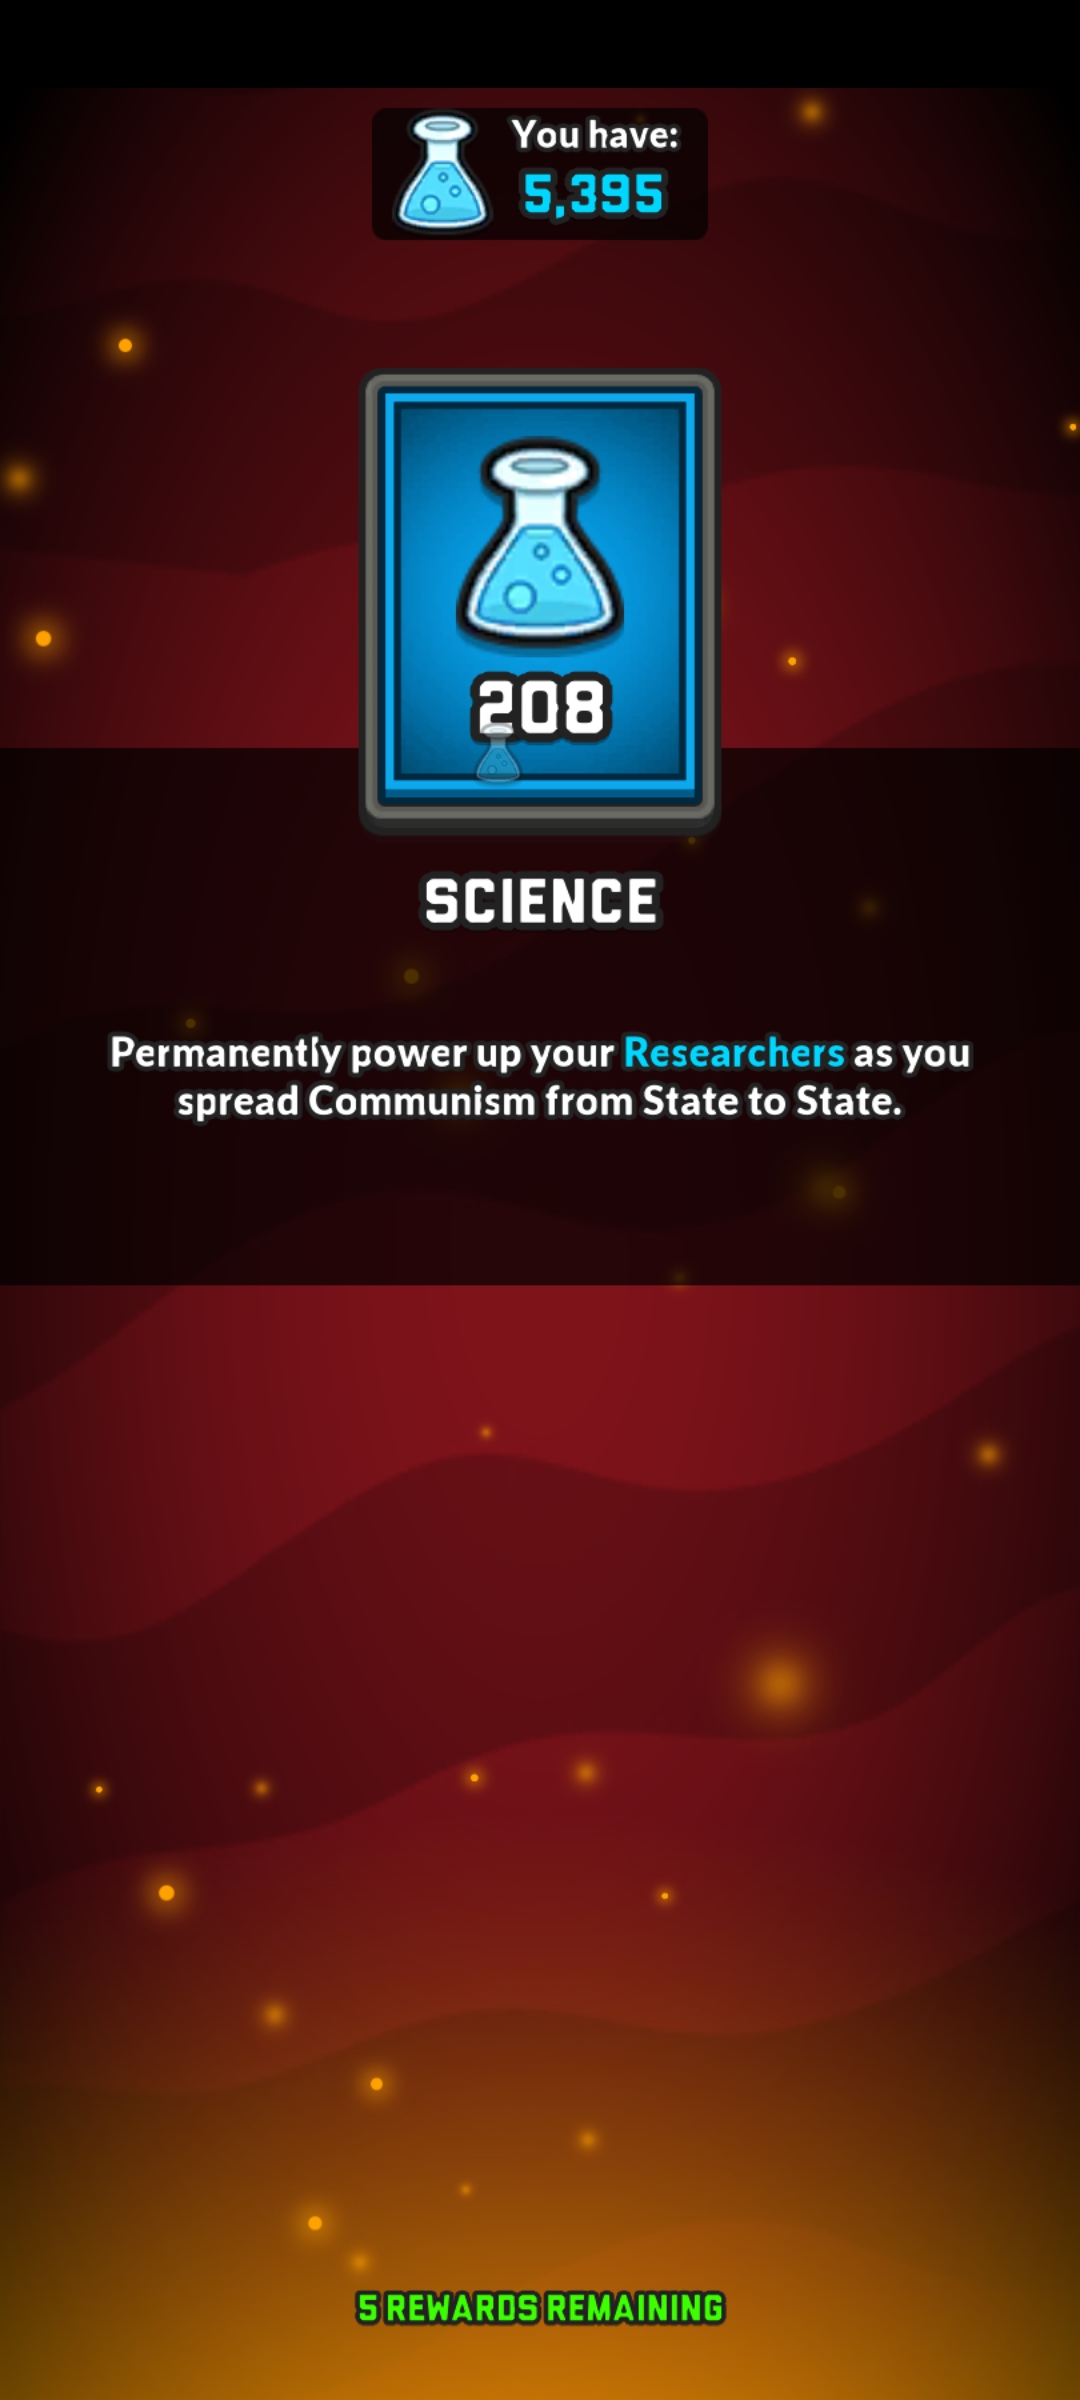 You have:
5,395
208
SCIENCE
Permanently power up your Researchers as you
spread Communism from State to State.
5 REWARDS REMAINING